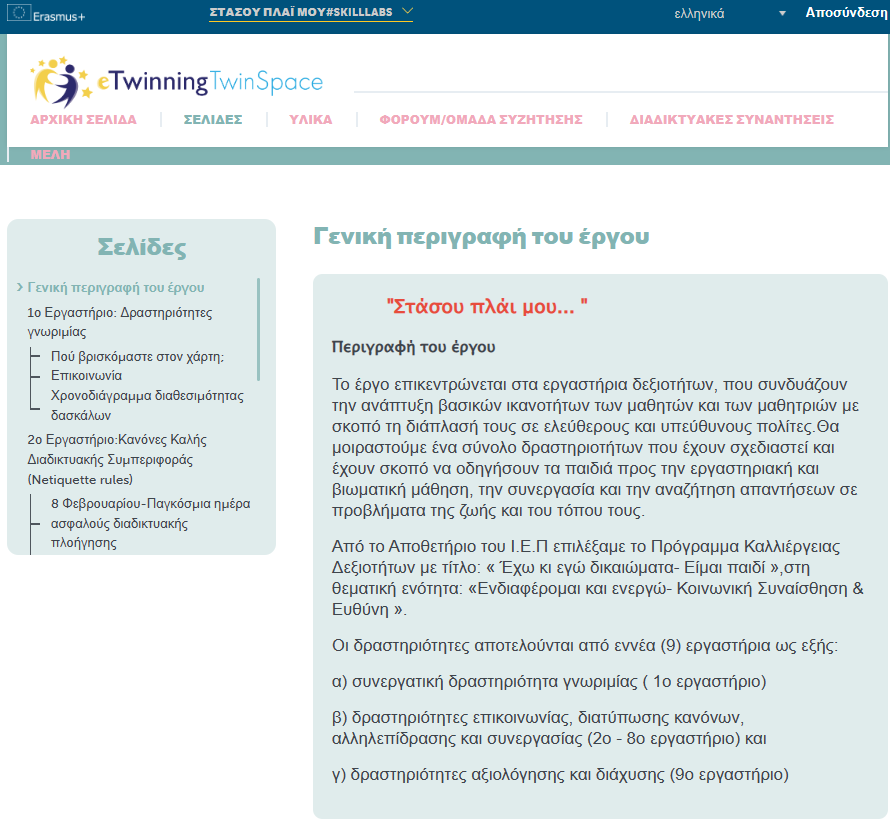 Erasmus+
ΣΤΑΣΟΥ ΠΛΑΪ ΜΟΥ#SKILLLABS
ελληνικά
Αποσύνδεση
eTwinningTwinSpace
ΑΡΧΙΚΗ ΣΕΛΙΔΑ
ΣΕΛΙΔΕΣ
ΥΛΙΚΑ
ΦΟΡΟΥΜ/ΟΜΑΔΑ ΣΥΖΗΤΗΣΗΣ
ΔΙΑΔΙΚΤΥΑΚΕΣ ΣΥΝΑΝΤΗΣΕΙΣ
ΜΕΛΗ
Σελίδες
Γενική περιγραφή του έργου
1ο Εργαστήριο: Δραστηριότητες
γνωριμίας
Πού βρισκόμαστε στον χάρτη;
Επικοινωνία
Χρονοδιάγραμμα διαθεσιμότητας
δασκάλων
2ο Εργαστήριο:Κανόνες Καλής
Διαδικτυακής Συμπεριφοράς
(Netiquette rules)
8 Φεβρουαρίου-Παγκόσμια ημέρα
ασφαλούς διαδικτυακής
πλοήγησης
Γενική περιγραφή του έργου
"Στάσου πλάι μου... "
Περιγραφή του έργου
Το έργο επικεντρώνεται στα εργαστήρια δεξιοτήτων, που συνδυάζουν
την ανάπτυξη βασικών ικανοτήτων των μαθητών και των μαθητριών με
σκοπό τη διάπλασή τους σε ελεύθερους και υπεύθυνους πολίτες.Θα
μοιραστούμε ένα σύνολο δραστηριοτήτων που έχουν σχεδιαστεί και
έχουν σκοπό να οδηγήσουν τα παιδιά προς την εργαστηριακή και
βιωματική μάθηση, την συνεργασία και την αναζήτηση απαντήσεων σε
προβλήματα της ζωής και του τόπου τους.
Από το Αποθετήριο του Ι.Ε.Π επιλέξαμε το Πρόγραμμα Καλλιέργειας
Δεξιοτήτων με τίτλο: « Έχω κι εγώ δικαιώματα- Είμαι παιδί »,στη
θεματική ενότητα: «Ενδιαφέρομαι και ενεργώ- Κοινωνική Συναίσθηση &
Ευθύνη ».
Οι δραστηριότητες αποτελούνται από εννέα (9) εργαστήρια ως εξής:
α) συνεργατική δραστηριότητα γνωριμίας ( 1ο εργαστήριο)
β) δραστηριότητες επικοινωνίας, διατύπωσης κανόνων,
αλληλεπίδρασης και συνεργασίας (2ο - 8ο εργαστήριο) και
γ) δραστηριότητες αξιολόγησης και διάχυσης (9ο εργαστήριο)